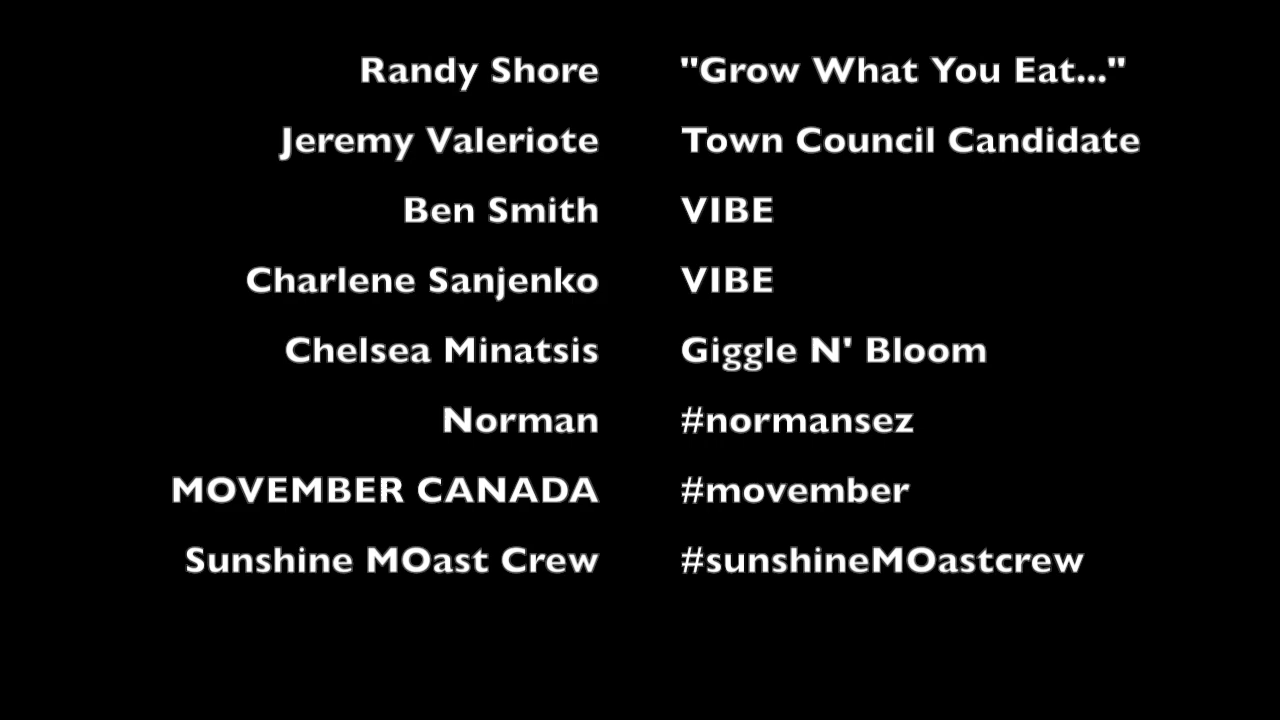 Randy Shore "Grow What You Eat..."
Jeremy Valeriote Town Council Candidate
Ben Smith VIBE
Charlene Sanjenko VIBE
Chelsea Minatsis Giggle N' Bloom
Norman #normansez
MOVEMBER CANADA #movember
Sunshine MOast Crew #sunshineMOastcrew